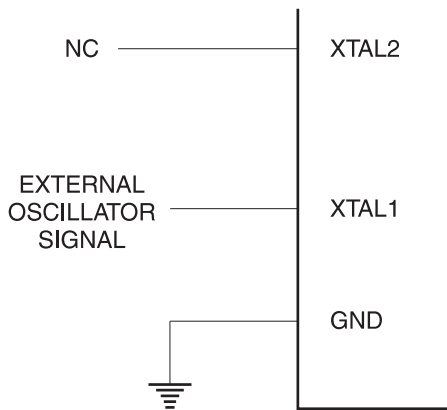 NC
XTAL2
EXTERNAL
OSCILLATOR
SIGNAL
XTAL1
GND